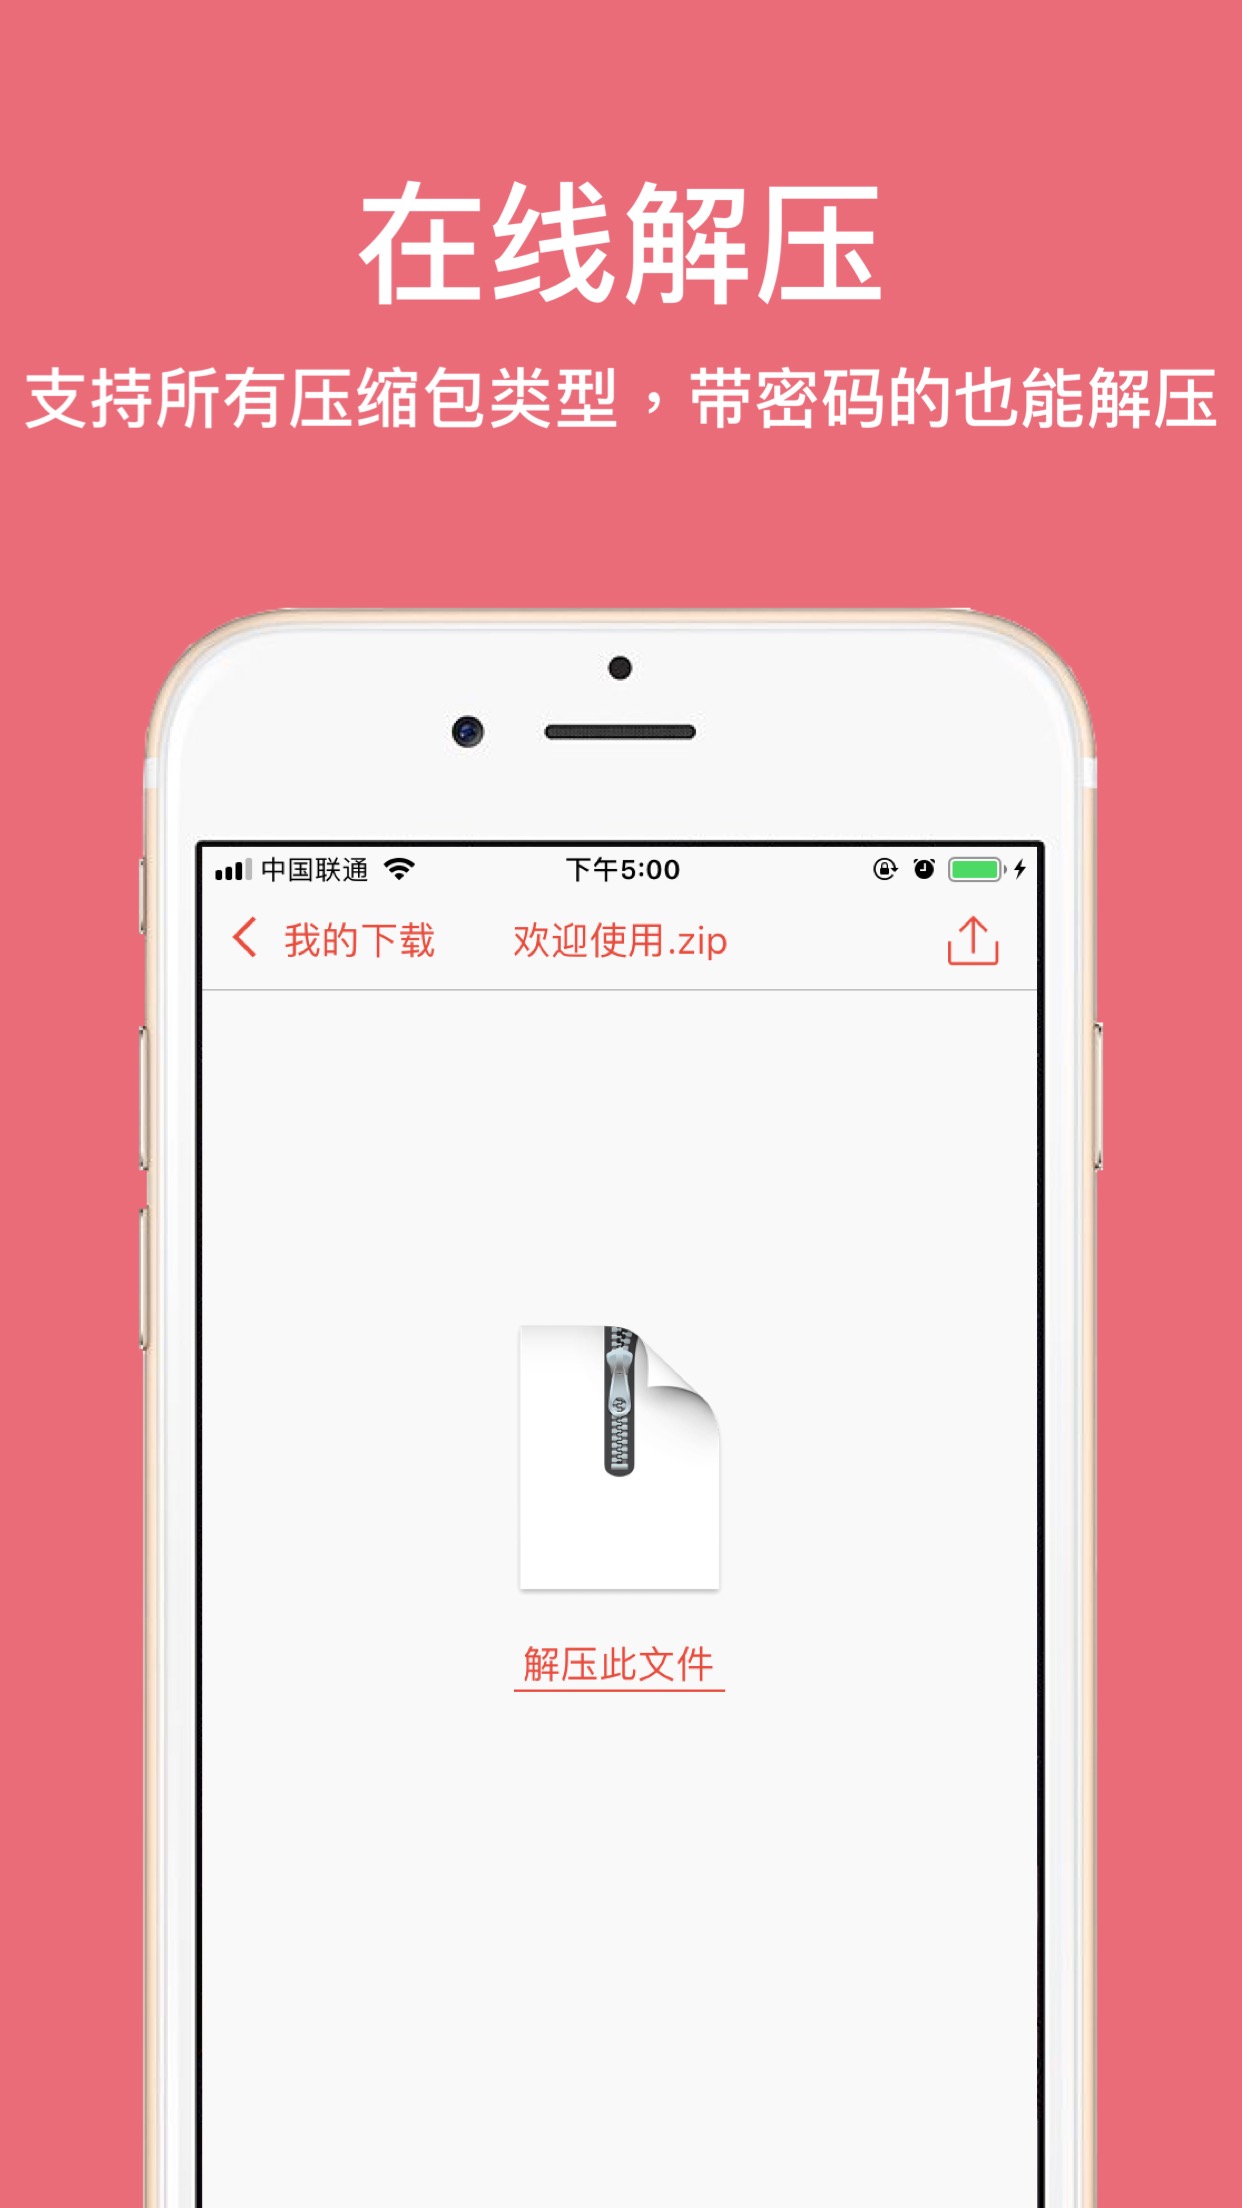 在线解压
支持所有压缩包类型，带密码的也能解压
中国联通 下午5:00
我的下载 欢迎使用.zip
解压此文件